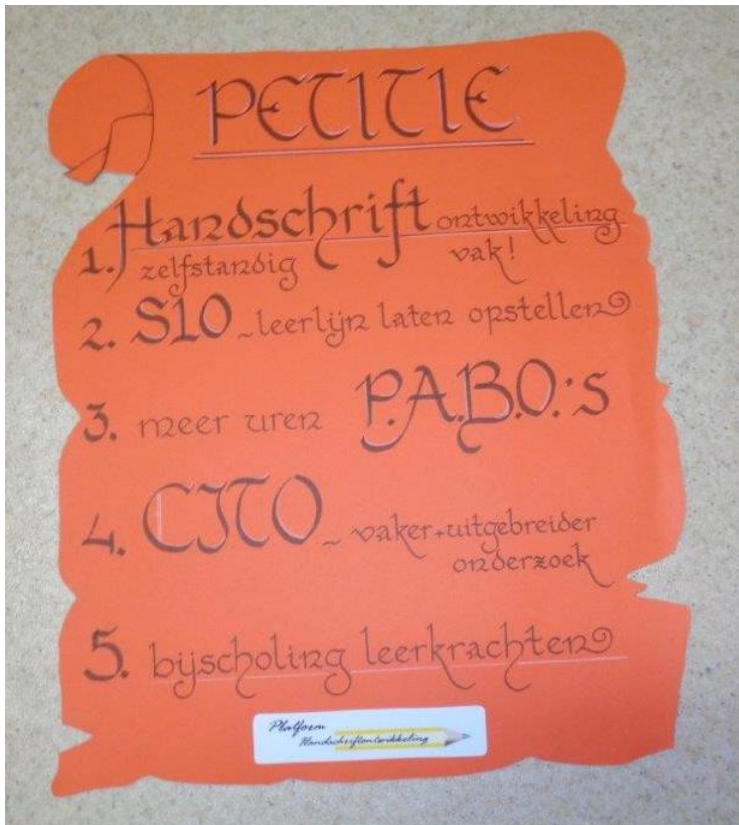 PETITIE
1. Handschrift ontwikkeling
zelfstandig vak!
2. SlO ~ leerlijn laten opstellen
3. meer uren P.A.B.O.'s
4. CITO ~ vaker + uitgebreider
onderzoek
5. bijscholing leerkrachten
Platform
Handschriftontwikkeling